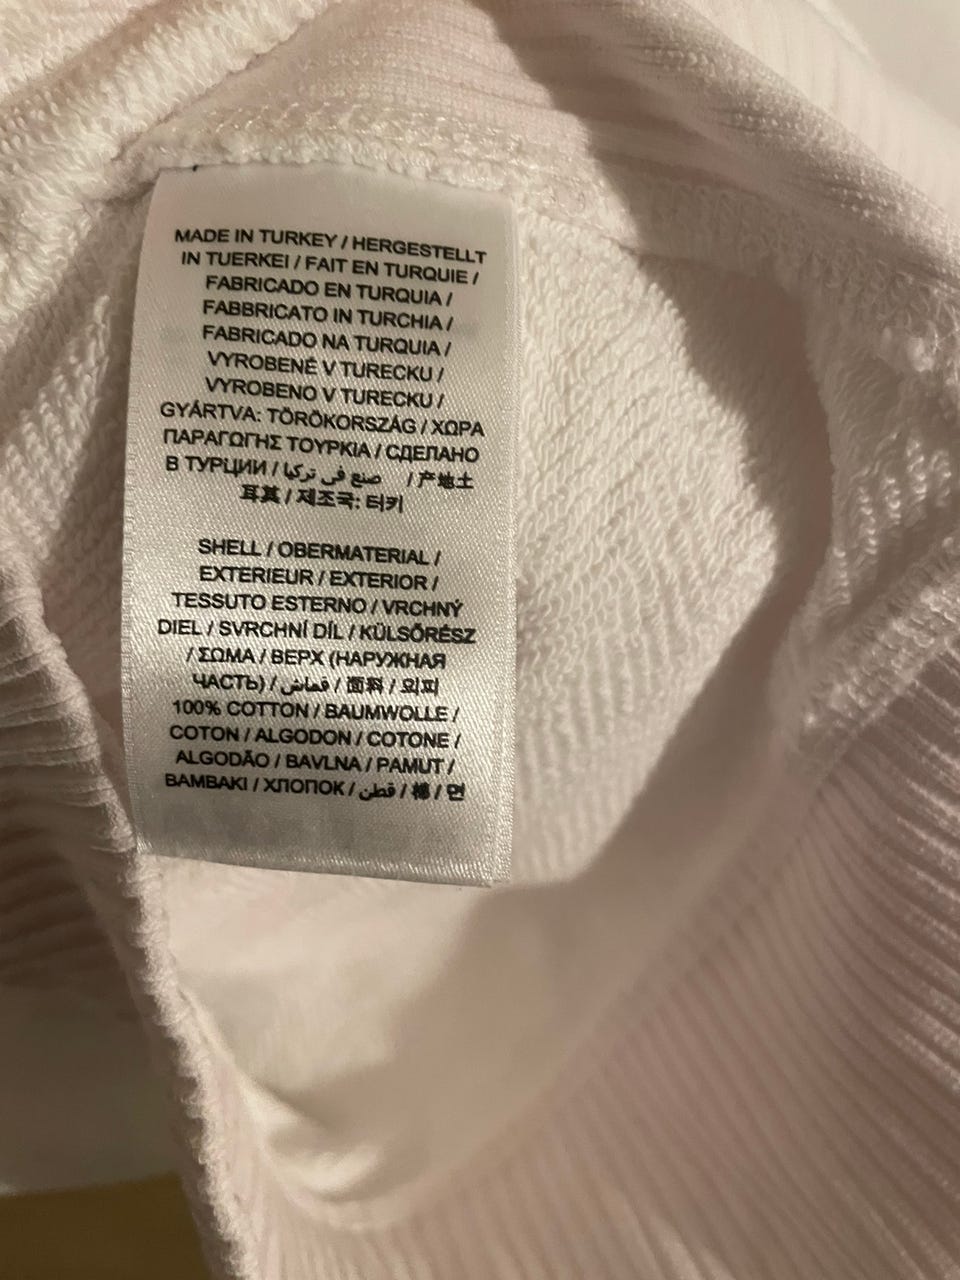 MADE IN TURKEY / HERGESTELLT
IN TUERKEI / FAIT EN TURQUIE /
FABRICADO EN TURQUIA /
FABBRICATO IN TURCHIA /
FABRICADO NA TURQUIA /
VYROBENÉ V TURECKU /
VYROBENO V TURECKU /
GYÁRTVA: TÖRÖKORSZÁG / ΧΩΡΑ
ΠΑΡΑΓΩΓΗΣ ΤΟΥΡΚΙΑ / СДЕЛАНО
В ТУРЦИИ / صنع في تركيا / 产地土
耳其 / 제조국: 터키
SHELL / OBERMATERIAL /
EXTERIEUR / EXTERIOR /
TESSUTO ESTERNO / VRCHNÝ
DIEL / SVRCHNÍ DÍL / KÜLSŐRÉSZ
/ ΣΩΜΑ / ВЕРХ (НАРУЖНАЯ
ЧАСТЬ) / قماش / 面料 / 외피
100% COTTON / BAUMWOLLE /
COTON / ALGODON / COTONE /
ALGODÃO / BAVLNA / PAMUT /
ΒΑΜΒΑΚΙ / ХЛОПОК / قطن / 棉 / 면